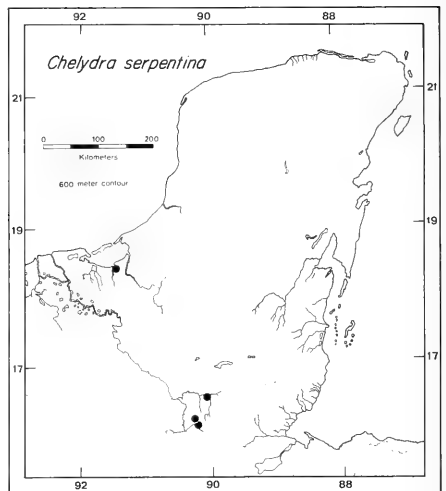 92 90 88
Chelydra serpentina
21 21
0 100 200
Kilometers
600 meter contour
19 19
17 17
92 90 88